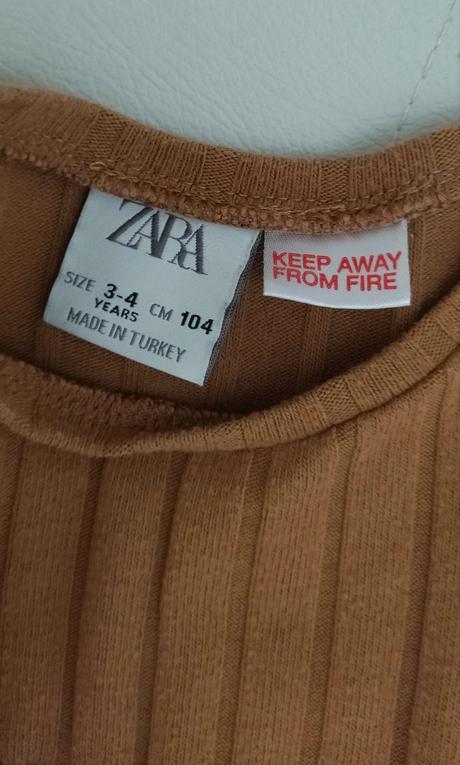 ZARA
SIZE 3-4 YEARS CM 104
MADE IN TURKEY
KEEP AWAY
FROM FIRE